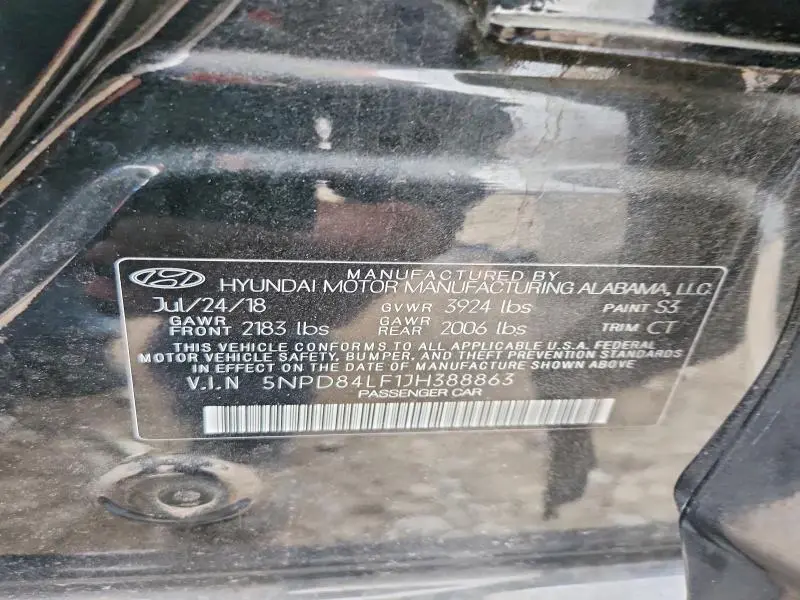 MANUFACTURED BY
HYUNDAI MOTOR MANUFACTURING ALABAMA, LLC
Jul/24/18 GVWR 3924 lbs PAINT S3
GAWR FRONT 2183 lbs GAWR REAR 2006 lbs TRIM CT
THIS VEHICLE CONFORMS TO ALL APPLICABLE U.S.A. FEDERAL
MOTOR VEHICLE SAFETY, BUMPER, AND THEFT PREVENTION STANDARDS
IN EFFECT ON THE DATE OF MANUFACTURE SHOWN ABOVE
V.I.N 5NPD84LF1JH388863
PASSENGER CAR